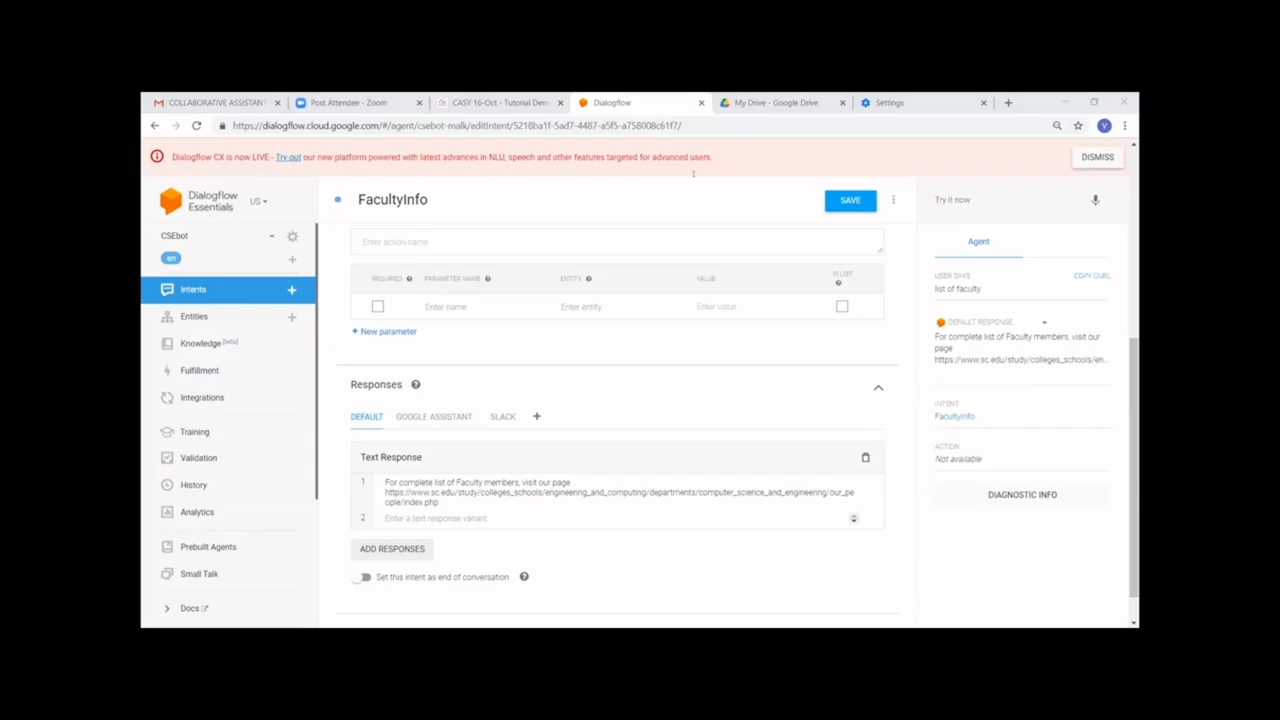 COLLABORATIVE ASSISTANT
Post Attendee - Zoom
CASY 16-Oct - Tutorial Dem
Dialogflow
My Drive - Google Drive
Settings
https://dialogflow.cloud.google.com/#/agent/csebot-malk/editIntent/5218ba1f-5ad7-4487-a5f5-a758008c61f7/
V
Dialogflow CX is now LIVE - Try out our new platform powered with latest advances in NLU, speech and other features targeted for advanced users.
DISMISS
Dialogflow
Essentials
US
CSEbot
en
Intents
Entities
Knowledge [beta]
Fulfillment
Integrations
Training
Validation
History
Analytics
Prebuilt Agents
Small Talk
Docs
FacultyInfo
SAVE
Enter action name
REQUIRED
PARAMETER NAME
ENTITY
VALUE
IS LIST
Enter name
Enter entity
Enter value
+ New parameter
Responses
DEFAULT
GOOGLE ASSISTANT
SLACK
Text Response
1
For complete list of Faculty members, visit our page
https://www.sc.edu/study/colleges_schools/engineering_and_computing/departments/computer_science_and_engineering/our_pe
ople/index.php
2
Enter a text response variant
ADD RESPONSES
Set this intent as end of conversation
Try it now
Agent
USER SAYS
COPY CURL
list of faculty
DEFAULT RESPONSE
For complete list of Faculty members, visit our
page
https://www.sc.edu/study/colleges_schools/en...
INTENT
FacultyInfo
ACTION
Not available
DIAGNOSTIC INFO